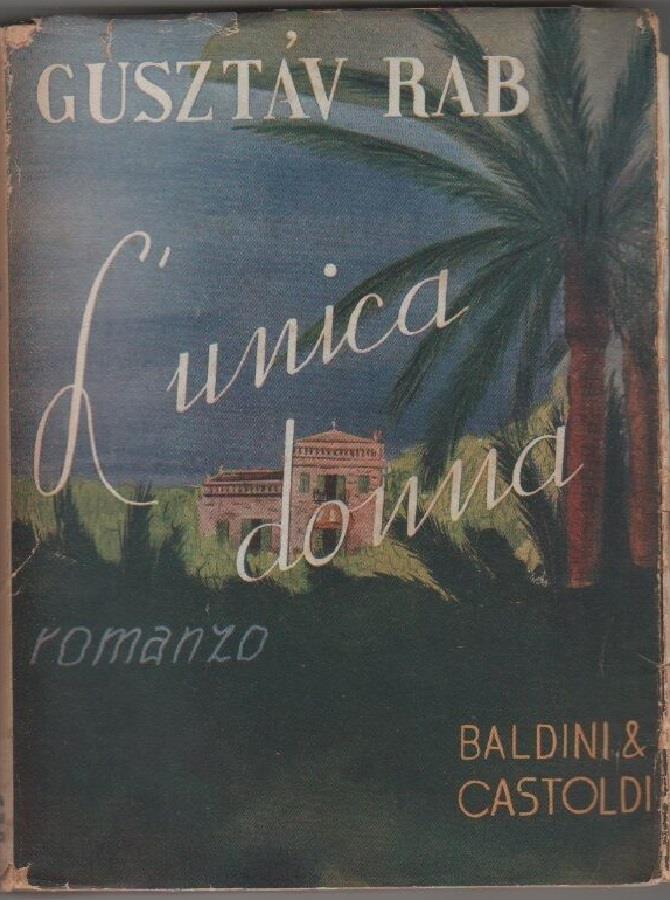 GUSZTÁV RAB
L'unica
donna
romanzo
BALDINI &
CASTOLDI